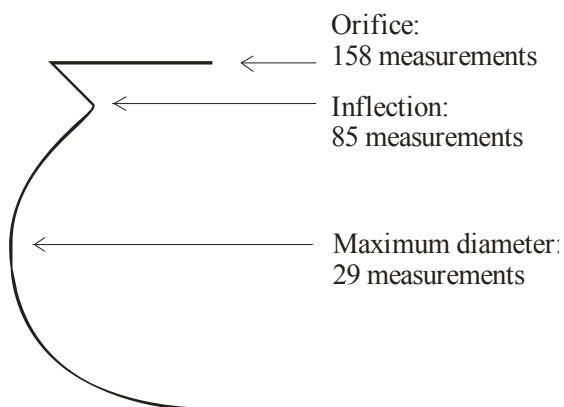 Orifice:
158 measurements
Inflection:
85 measurements
Maximum diameter:
29 measurements